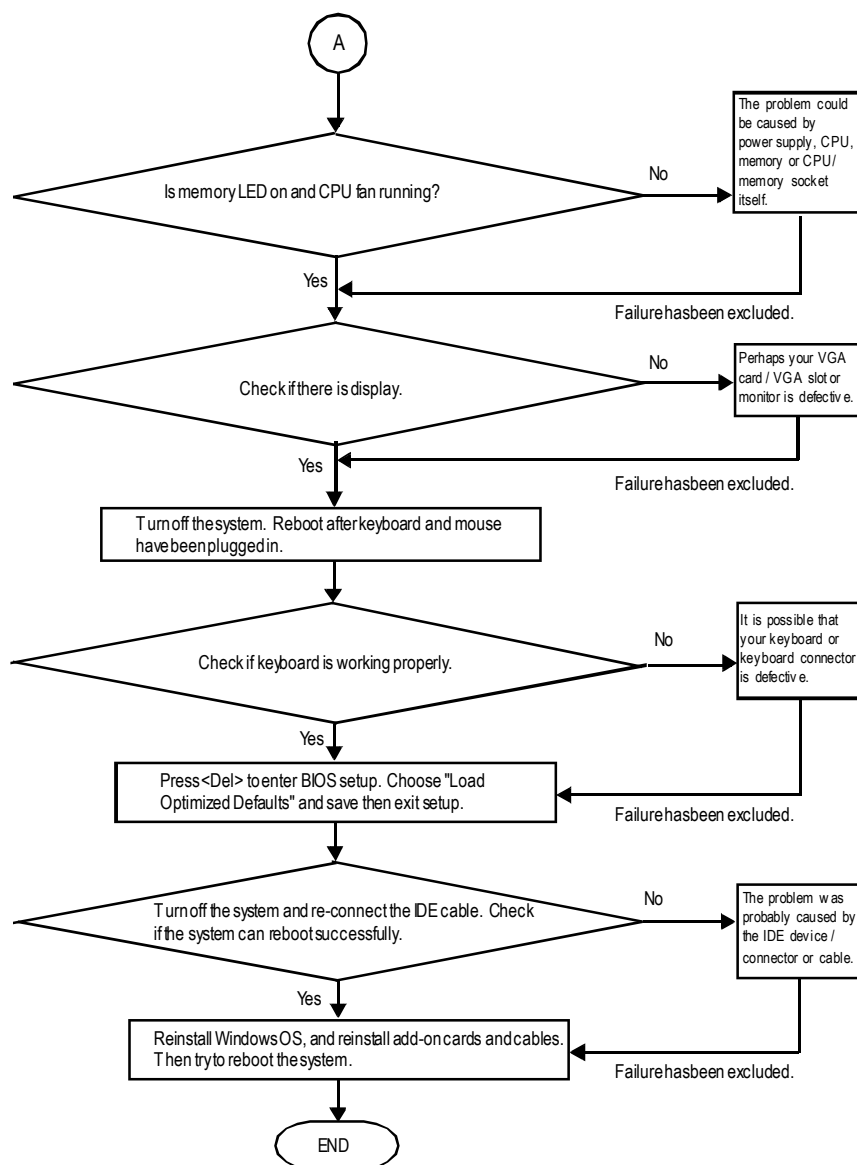 A
The problem could
be caused by
power supply, CPU,
memory or CPU/
memory socket
itself.
Is memory LED on and CPU fan running?
No
Yes
Failure has been excluded.
No
Perhaps your VGA
card / VGA slot or
monitor is defective.
Check if there is display.
Yes
Failure has been excluded.
Turn off the system. Reboot after keyboard and mouse
have been plugged in.
It is possible that
your keyboard or
keyboard connector
is defective.
No
Check if keyboard is working properly.
Yes
Press <Del> to enter BIOS setup. Choose "Load
Optimized Defaults" and save then exit setup.
Failure has been excluded.
No
The problem was
probably caused by
the IDE device /
connector or cable.
Turn off the system and re-connect the IDE cable. Check
if the system can reboot successfully.
Yes
Reinstall Windows OS, and reinstall add-on cards and cables.
Then try to reboot the system.
Failure has been excluded.
END